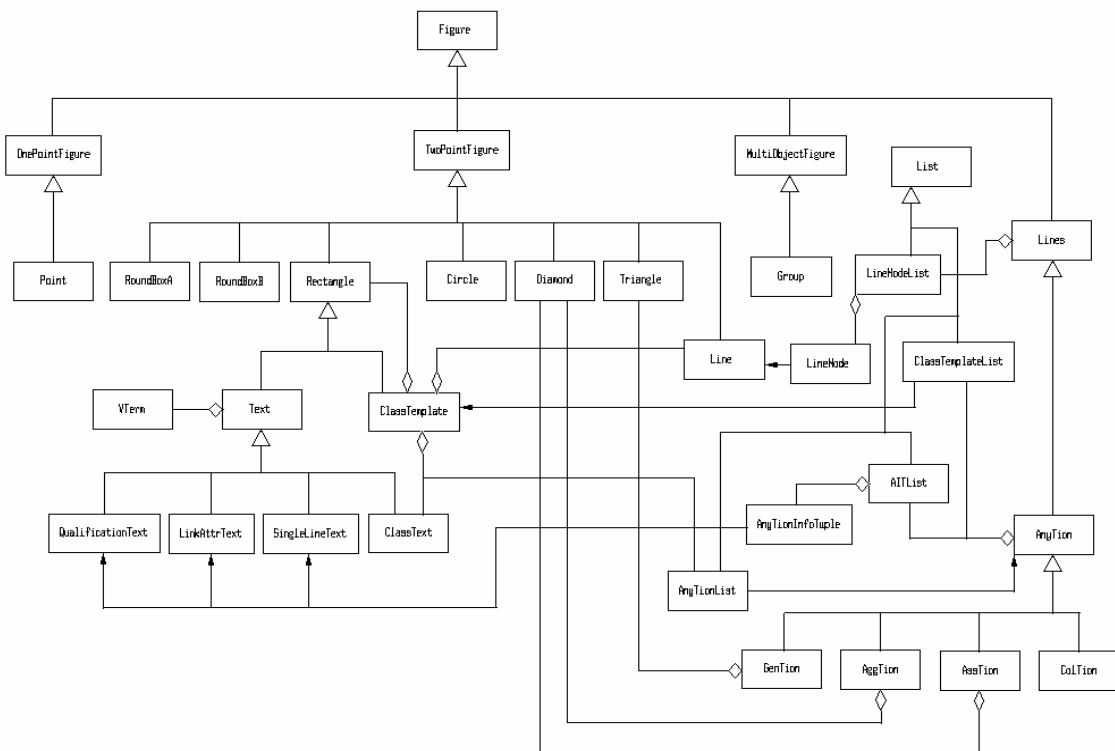 Figure
OnePointFigure
TwoPointFigure
MultiObjectFigure
List
Lines
Point
RoundBoxA
RoundBoxB
Rectangle
Circle
Diamond
Triangle
Group
LineNodeList
Line
LineNode
ClassTemplateList
VTerm
Text
ClassTemplate
AITList
QualificationText
LinkAttrText
SingleLineText
ClassText
AnyTionInfoTuple
AnyTion
AnyTionList
GenTion
AggTion
AssTion
ColTion